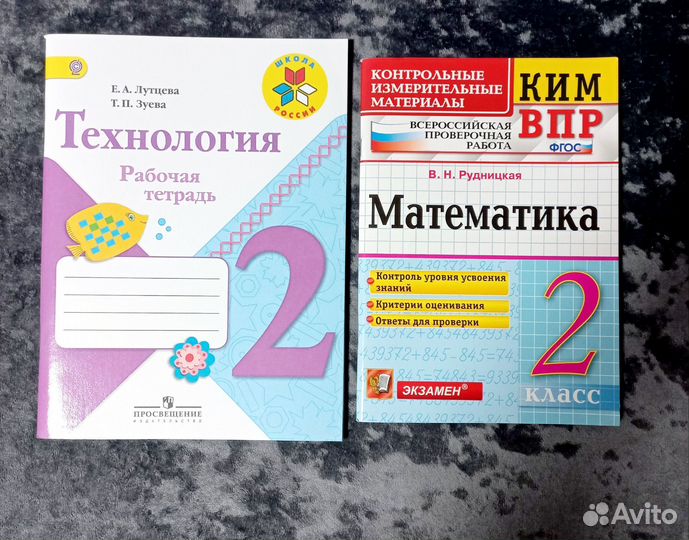 ШКОЛА
РОССИИ
Е. А. Лутцева
Т. П. Зуева
Технология
Рабочая
тетрадь
2
ПРОСВЕЩЕНИЕ
ИЗДАТЕЛЬСТВО
КОНТРОЛЬНЫЕ
ИЗМЕРИТЕЛЬНЫЕ
МАТЕРИАЛЫ
КИМ
ВПР
ФГОС
ВСЕРОССИЙСКАЯ
ПРОВЕРОЧНАЯ
РАБОТА
В. Н. Рудницкая
Математика
Контроль уровня усвоения
знаний
Критерии оценивания
Ответы для проверки
2
КЛАСС
ЭКЗАМЕН®
Avito